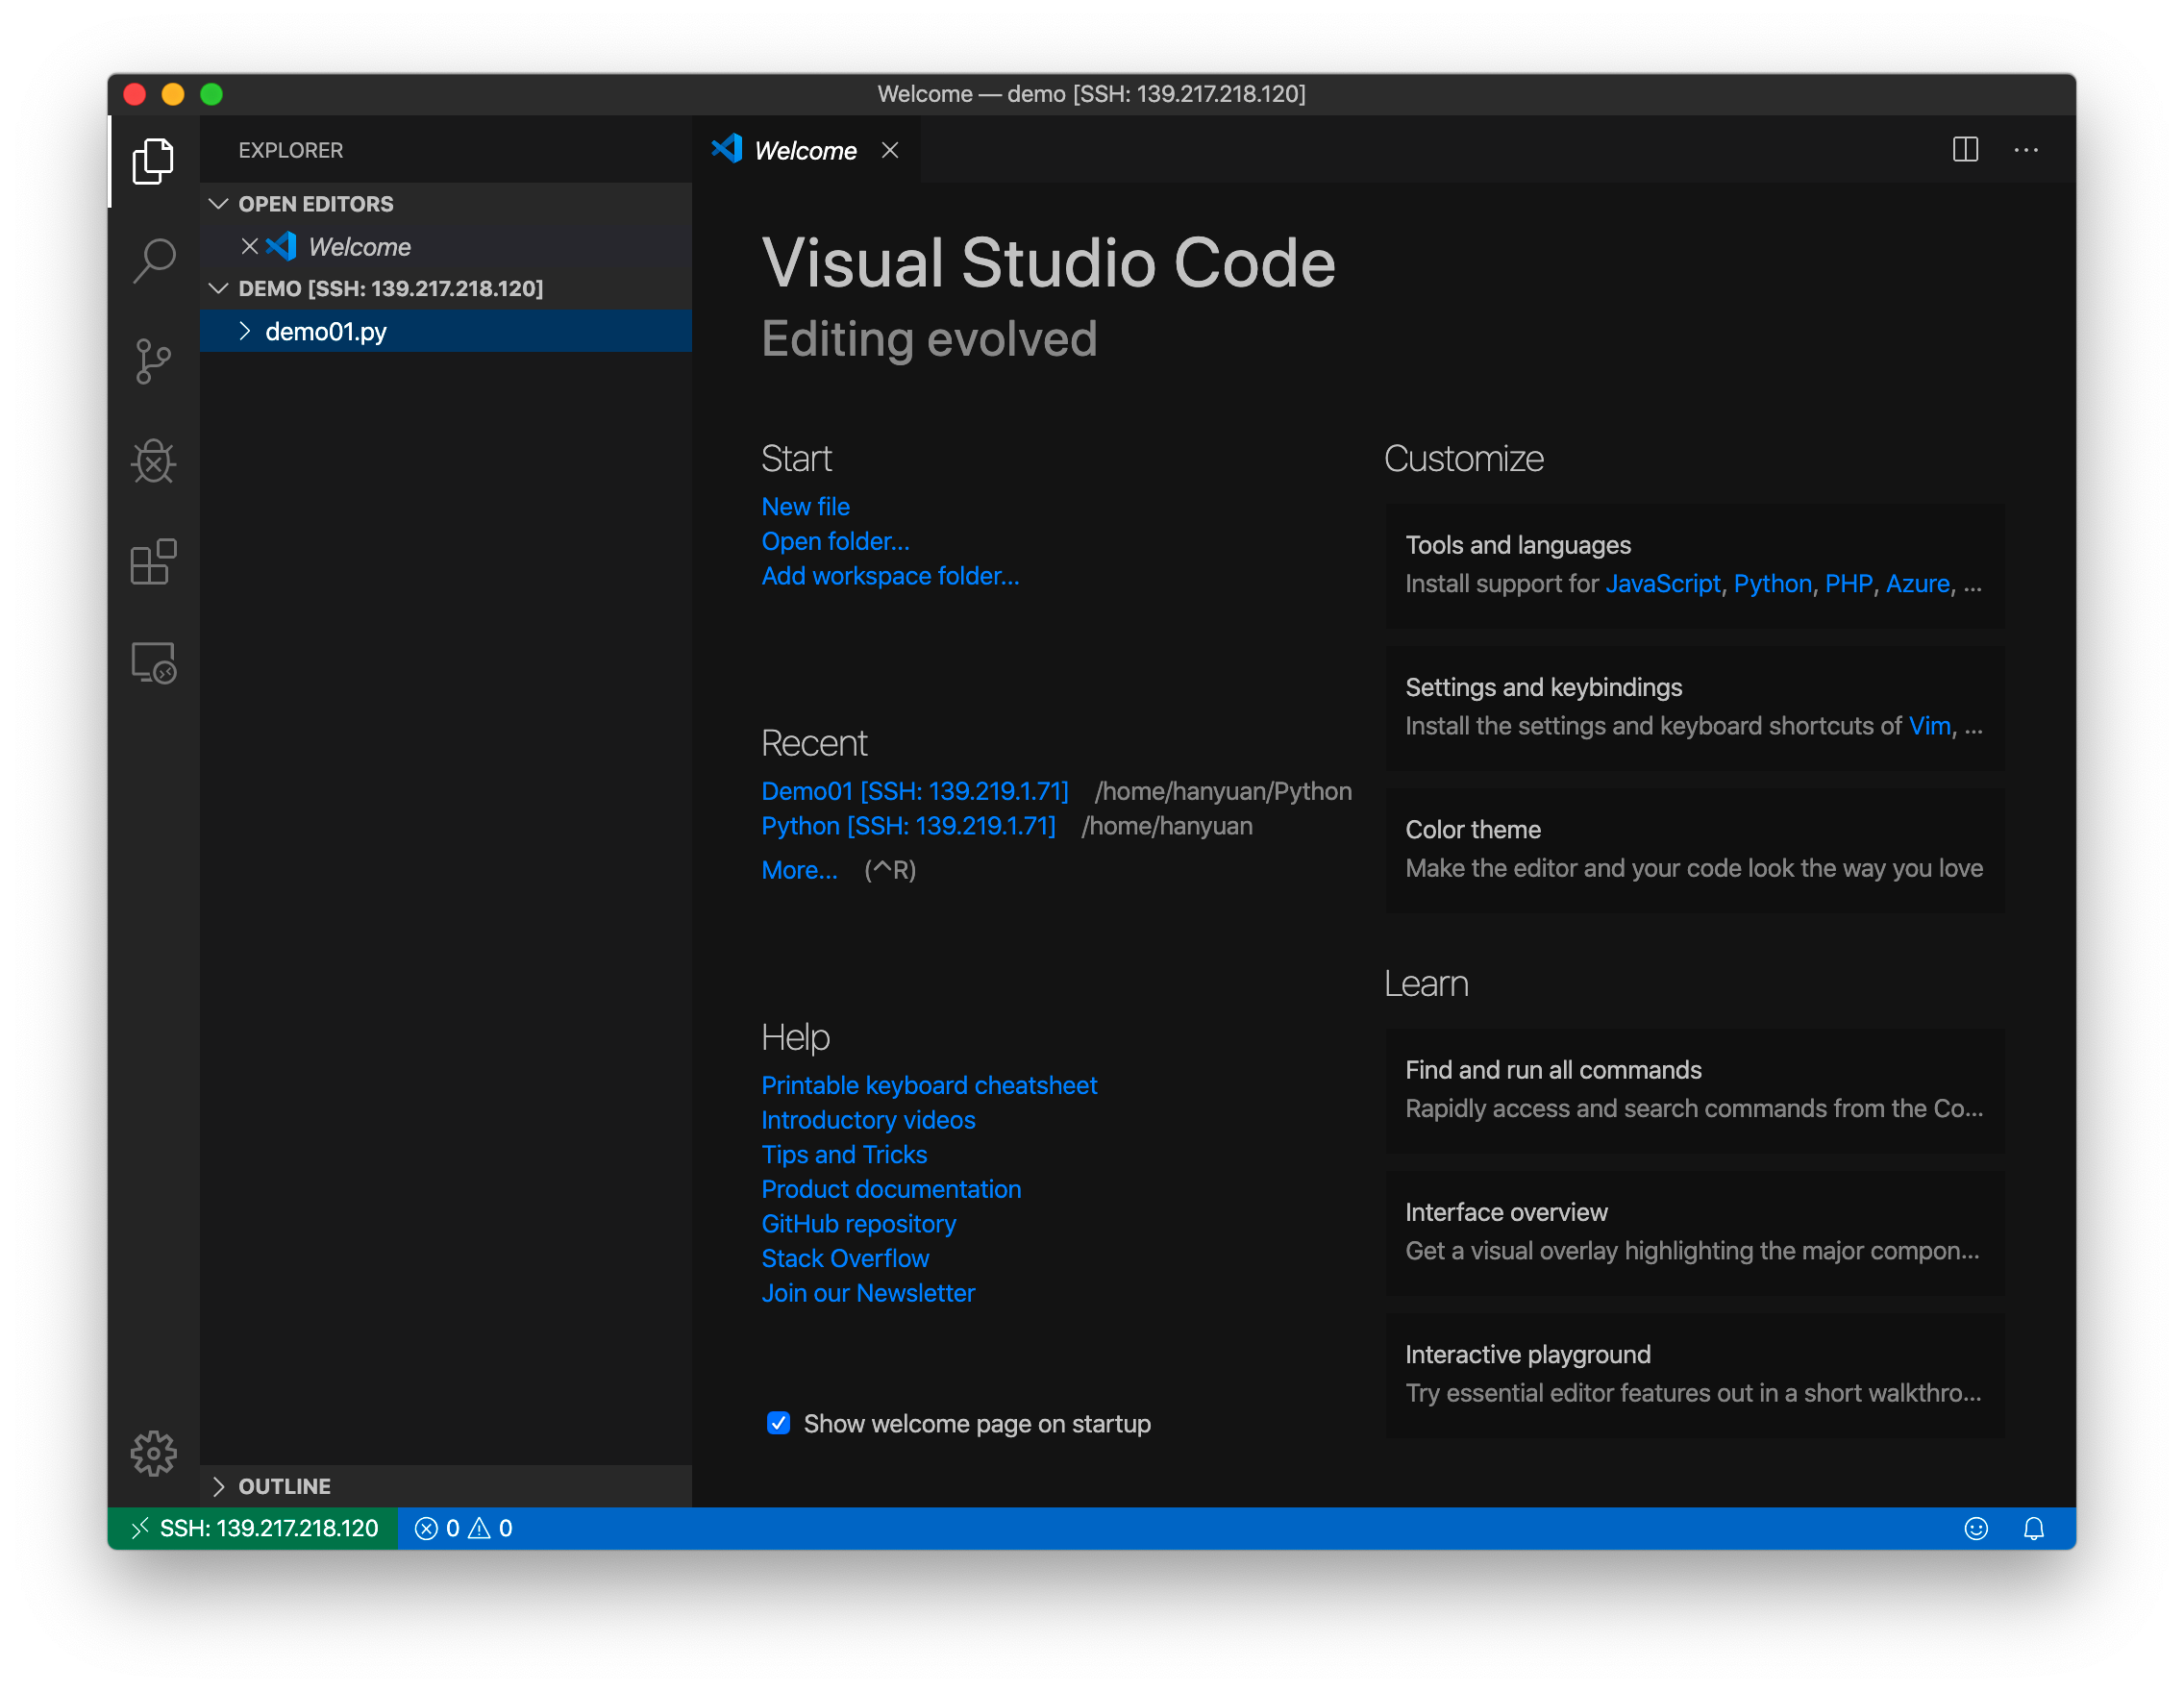 Welcome — demo [SSH: 139.217.218.120]
EXPLORER
OPEN EDITORS
Welcome
DEMO [SSH: 139.217.218.120]
demo01.py
OUTLINE
Welcome
Visual Studio Code
Editing evolved
Start
New file
Open folder...
Add workspace folder...
Recent
Demo01 [SSH: 139.219.1.71] /home/hanyuan/Python
Python [SSH: 139.219.1.71] /home/hanyuan
More... (^R)
Help
Printable keyboard cheatsheet
Introductory videos
Tips and Tricks
Product documentation
GitHub repository
Stack Overflow
Join our Newsletter
Show welcome page on startup
Customize
Tools and languages
Install support for JavaScript, Python, PHP, Azure, ...
Settings and keybindings
Install the settings and keyboard shortcuts of Vim, ...
Color theme
Make the editor and your code look the way you love
Learn
Find and run all commands
Rapidly access and search commands from the Co...
Interface overview
Get a visual overlay highlighting the major compon...
Interactive playground
Try essential editor features out in a short walkthro...
SSH: 139.217.218.120 0 0